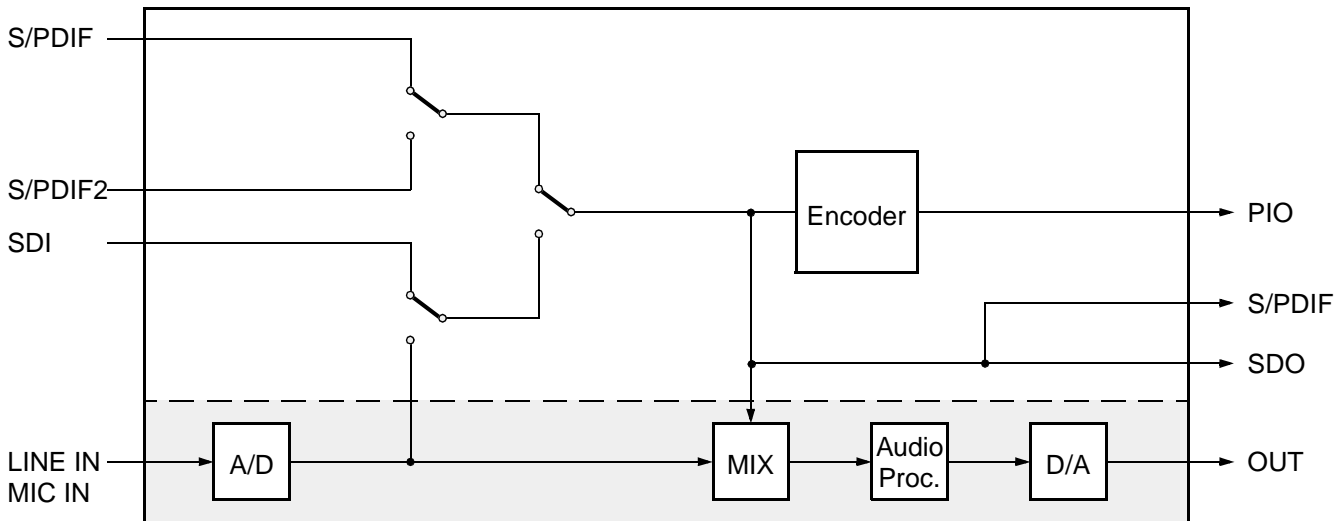 S/PDIF
S/PDIF2
SDI
LINE IN
MIC IN
A/D
Encoder
MIX
Audio
Proc.
D/A
PIO
S/PDIF
SDO
OUT